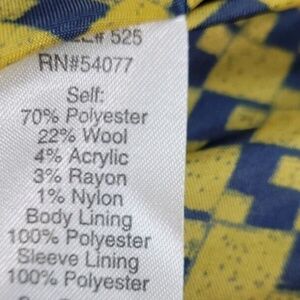 # 525
RN#54077
Self:
70% Polyester
22% Wool
4% Acrylic
3% Rayon
1% Nylon
Body Lining
100% Polyester
Sleeve Lining
100% Polyester